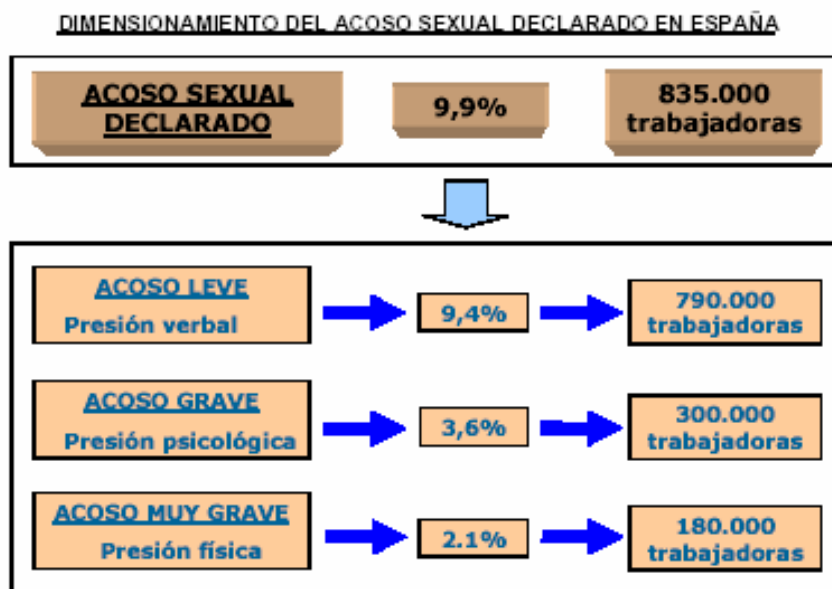 DIMENSIONAMIENTO DEL ACOSO SEXUAL DECLARADO EN ESPAÑA
ACOSO SEXUAL
DECLARADO
9,9%
835.000
trabajadoras
ACOSO LEVE
Presión verbal
9,4%
790.000
trabajadoras
ACOSO GRAVE
Presión psicológica
3,6%
300.000
trabajadoras
ACOSO MUY GRAVE
Presión física
2.1%
180.000
trabajadoras